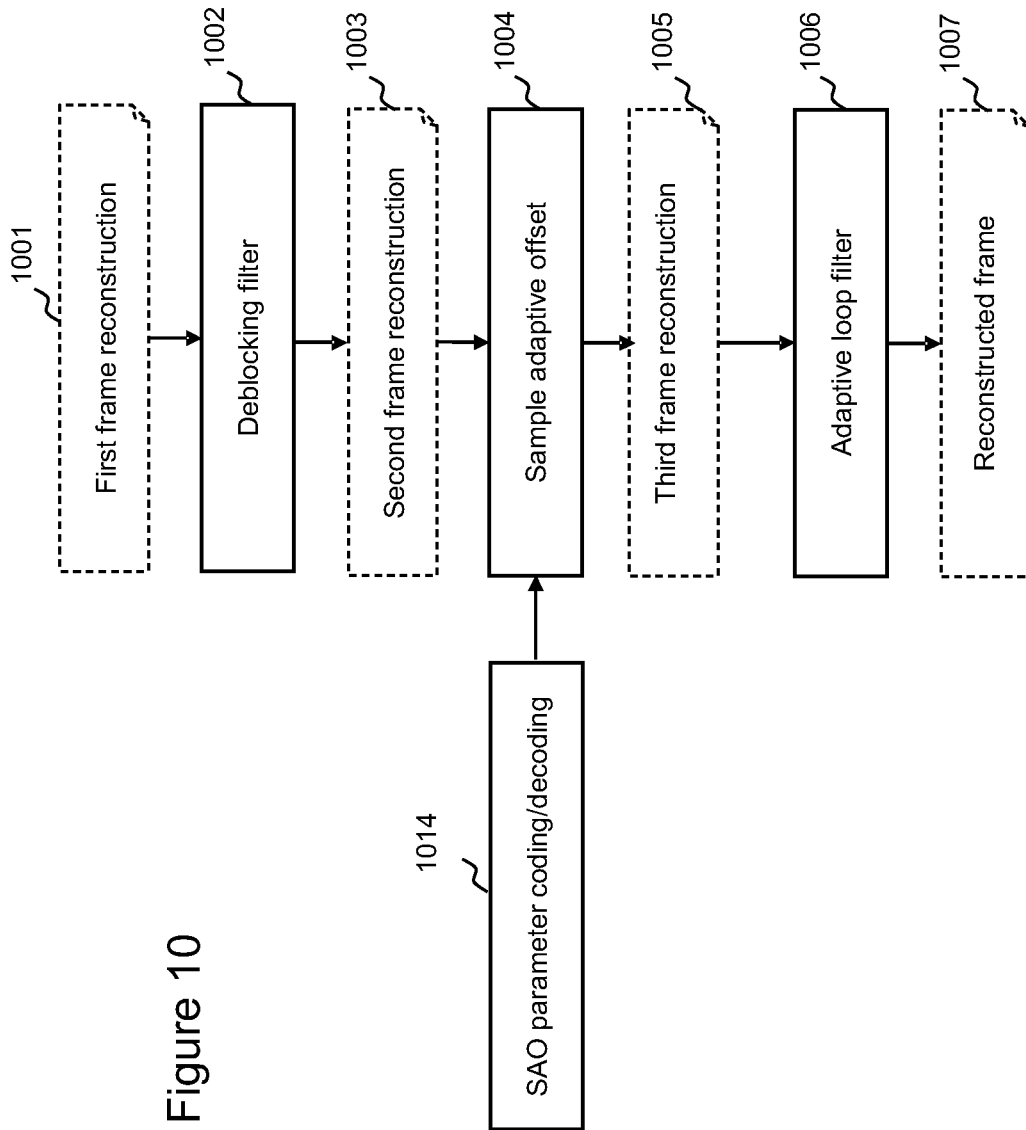 Figure 10
1001
First frame reconstruction
1002
Deblocking filter
1003
Second frame reconstruction
1014
SAO parameter coding/decoding
1004
Sample adaptive offset
1005
Third frame reconstruction
1006
Adaptive loop filter
1007
Reconstructed frame